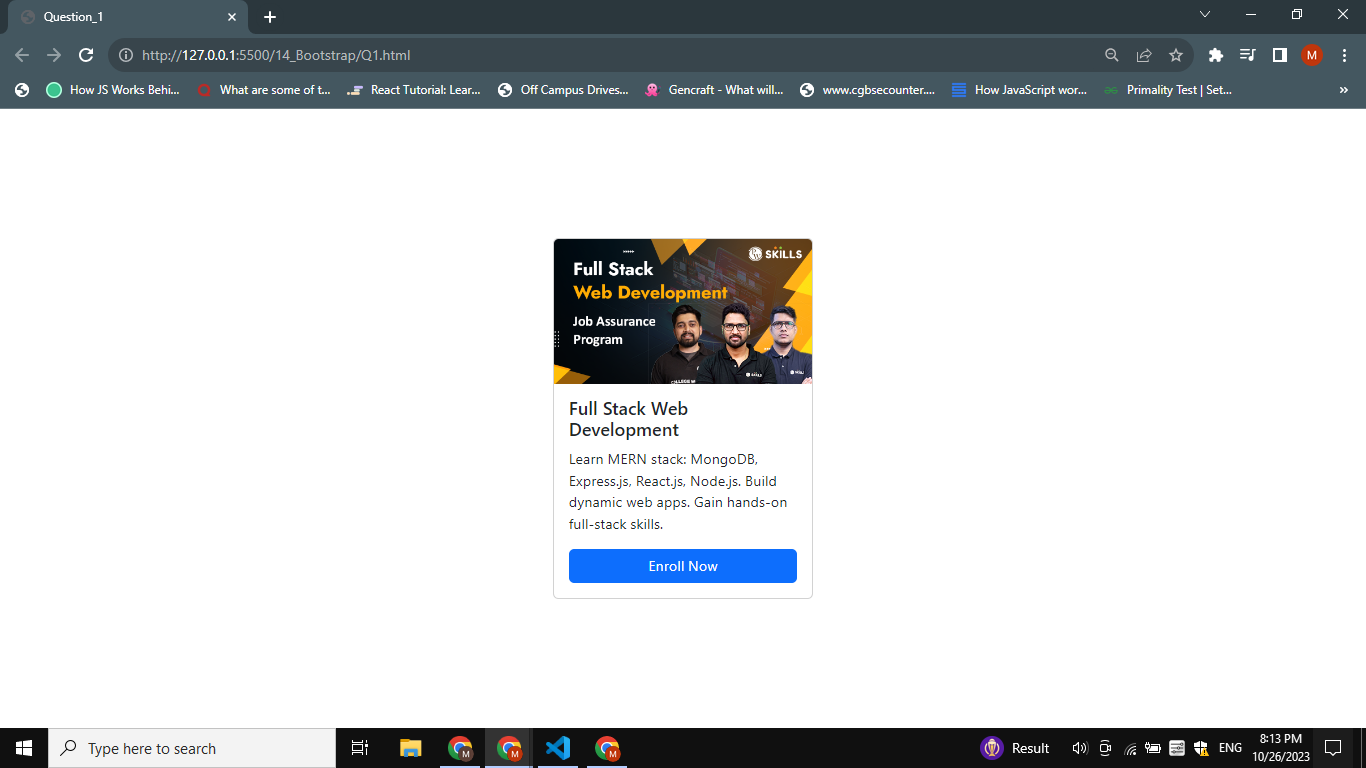 Question_1
http://127.0.0.1:5500/14_Bootstrap/Q1.html
M
How JS Works Behi...
What are some of t...
React Tutorial: Lear...
Off Campus Drives...
Gencraft - What will...
www.cgbsecounter....
How JavaScript wor...
Primality Test | Set...
»
SKILLS
Full Stack
Web Development
Job Assurance
Program
Full Stack Web
Development
Learn MERN stack: MongoDB,
Express.js, React.js, Node.js. Build
dynamic web apps. Gain hands-on
full-stack skills.
Enroll Now
Type here to search
M
M
M
Result
ENG
8:13 PM
10/26/2023